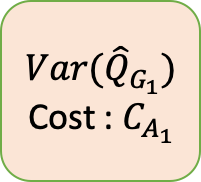 Var(Q̂_{G_1})
Cost : C_{A_1}